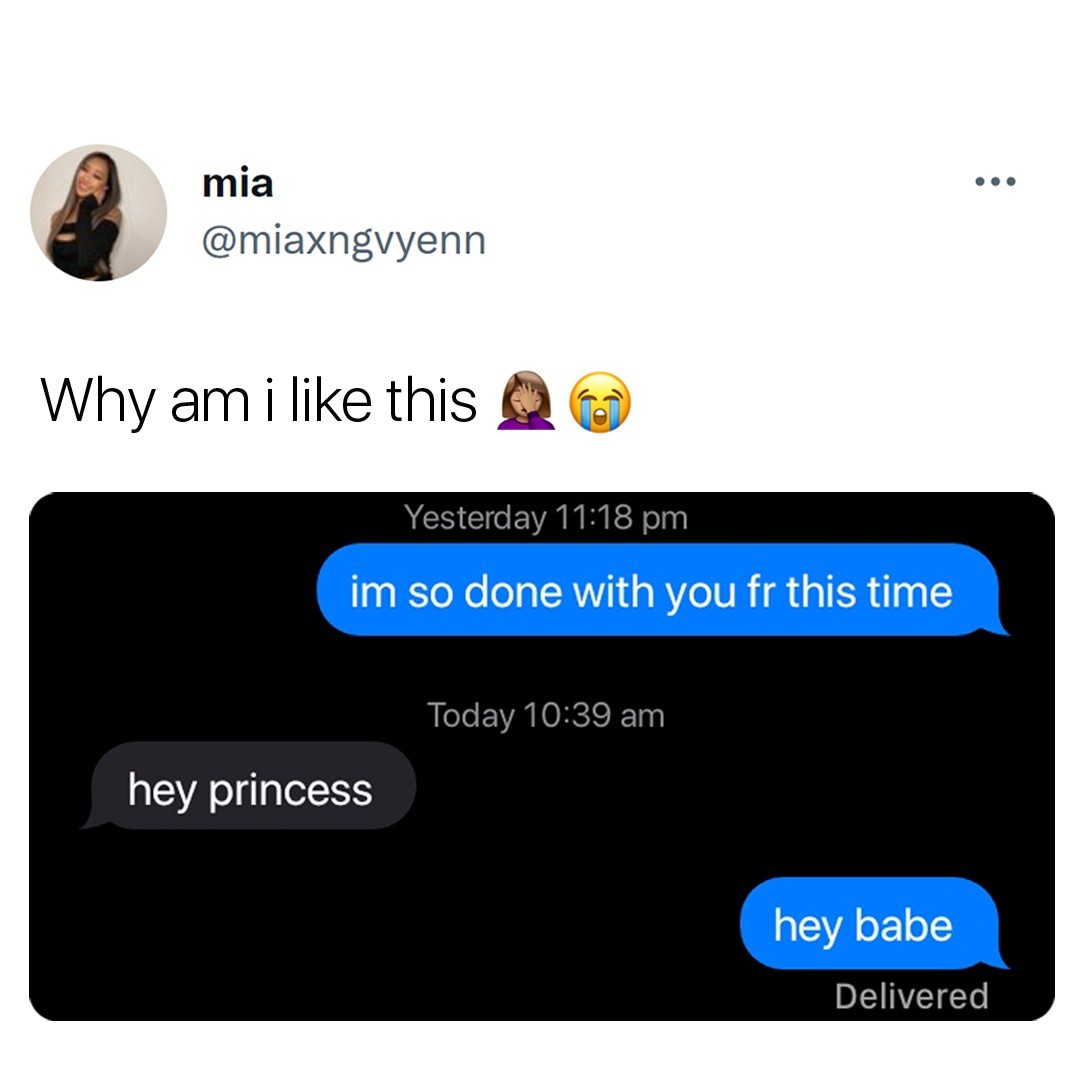 mia
@miaxngvyenn
Why am i like this 🤦🏽‍♀️😭
Yesterday 11:18 pm
im so done with you fr this time
Today 10:39 am
hey princess
hey babe
Delivered